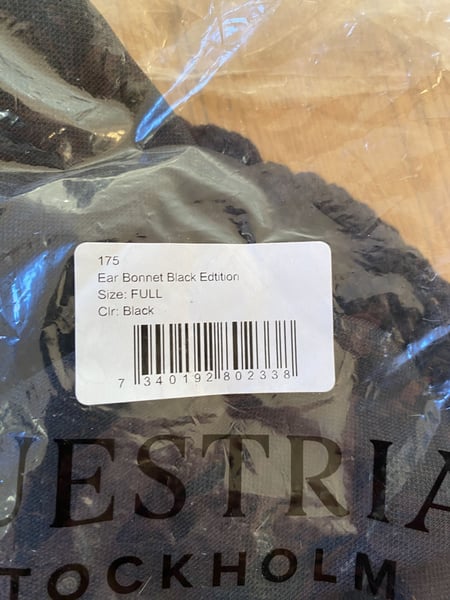 175
Ear Bonnet Black Edtition
Size: FULL
Clr: Black
7 340192 802338
UESTRIA
TOCKHOLM